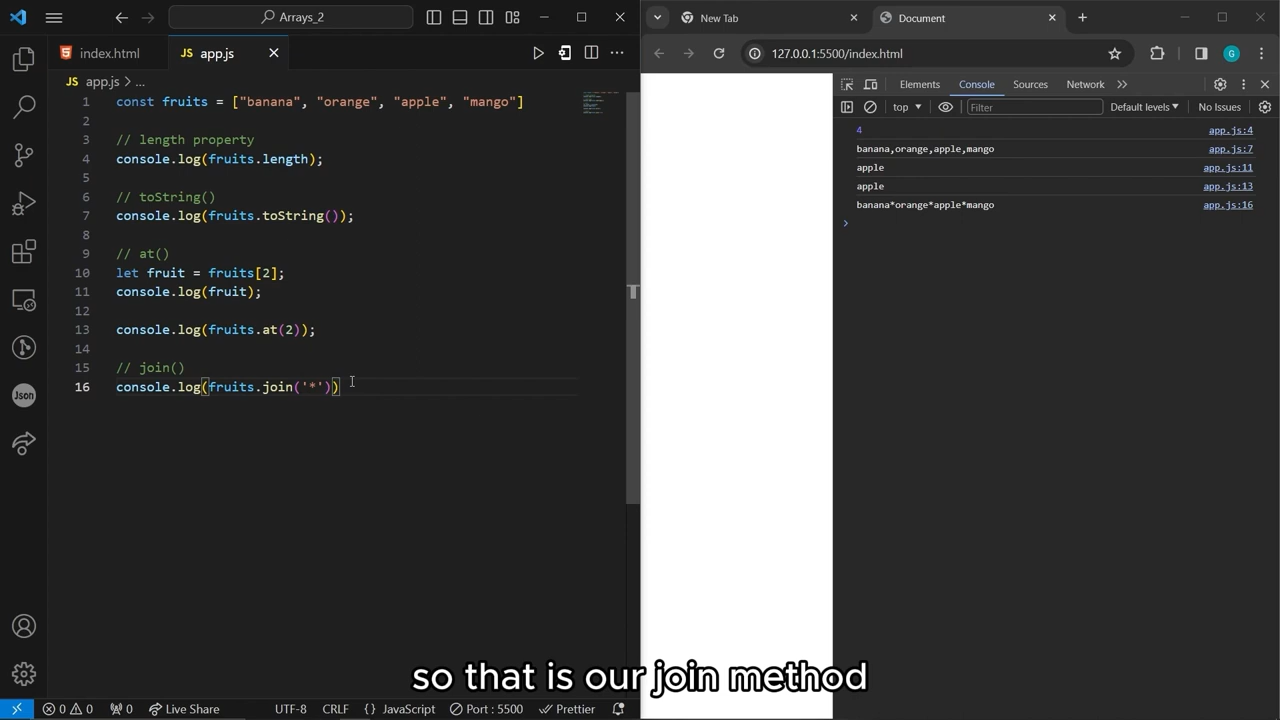 Arrays_2
index.html
JS app.js
JS app.js > ...
1 const fruits = ["banana", "orange", "apple", "mango"]
2
3 // length property
4 console.log(fruits.length);
5
6 // toString()
7 console.log(fruits.toString());
8
9 // at()
10 let fruit = fruits[2];
11 console.log(fruit);
12
13 console.log(fruits.at(2));
14
15 // join()
16 console.log(fruits.join('*'))
Json
0 0 0 Live Share UTF-8 CRLF {} JavaScript Port : 5500 Prettier
New Tab
Document
127.0.0.1:5500/index.html
G
Elements Console Sources Network
top Filter Default levels No Issues
4 app.js:4
banana,orange,apple,mango app.js:7
apple app.js:11
apple app.js:13
banana*orange*apple*mango app.js:16
T
so that is our join method